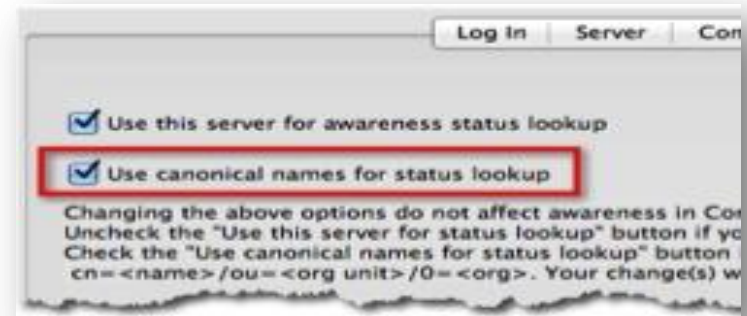 Log In Server Con
Use this server for awareness status lookup
Use canonical names for status lookup
Changing the above options do not affect awareness in Con
Uncheck the "Use this server for status lookup" button if yo
Check the "Use canonical names for status lookup" button
cn=<name>/ou=<org unit>/0=<org>. Your change(s) w